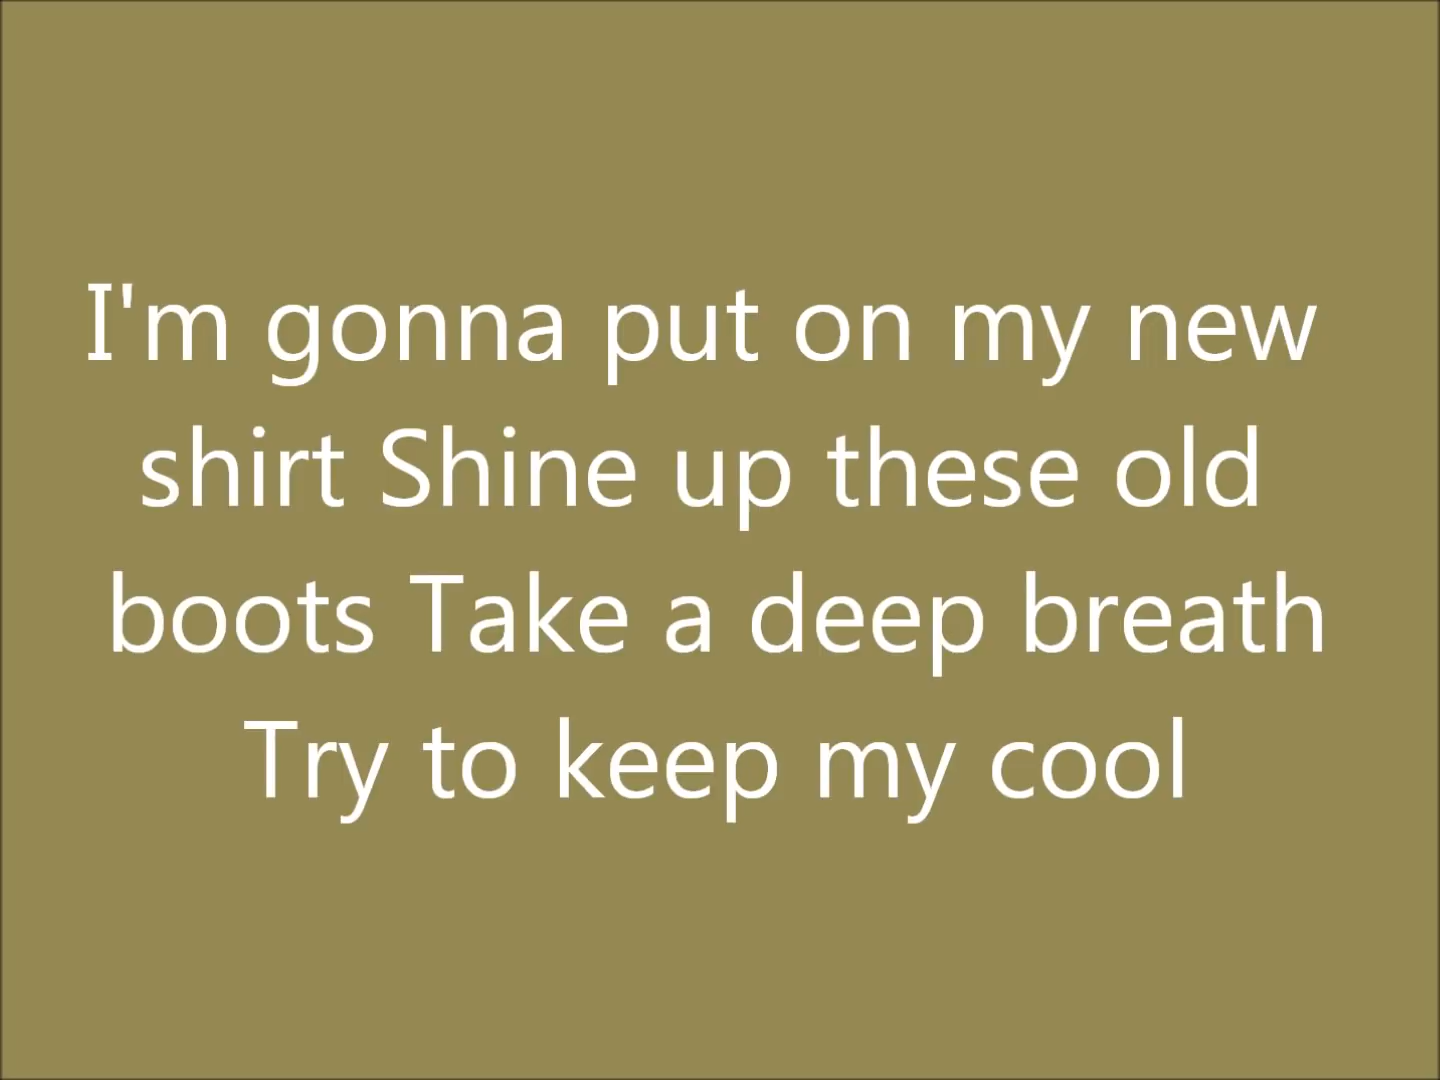 I'm gonna put on my new
shirt Shine up these old
boots Take a deep breath
Try to keep my cool